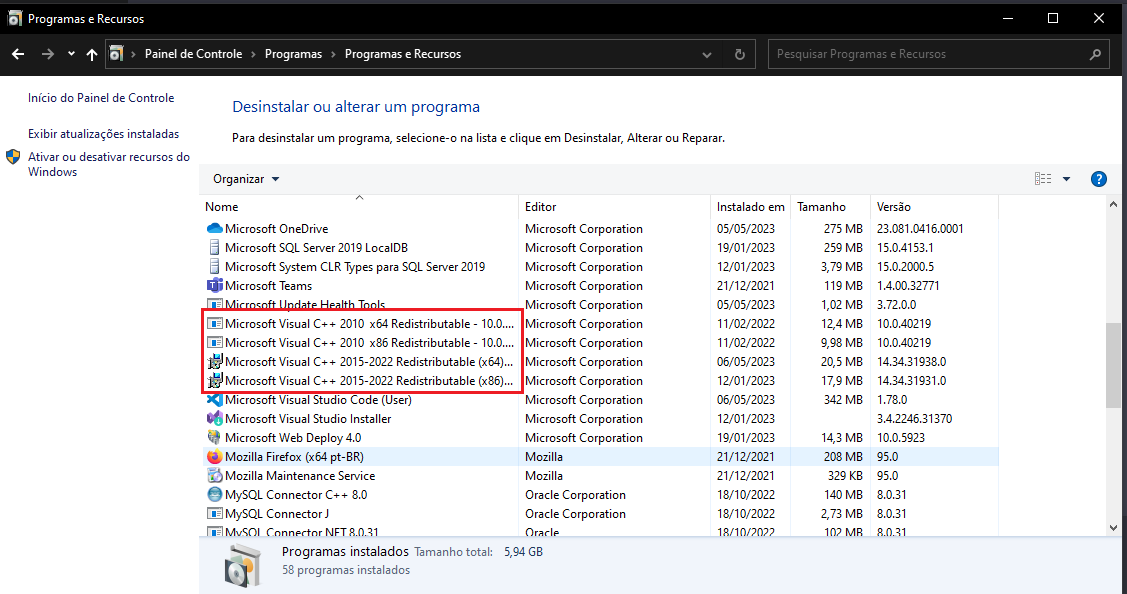 Programas e Recursos
Painel de Controle > Programas > Programas e Recursos
Pesquisar Programas e Recursos
Início do Painel de Controle
Exibir atualizações instaladas
Ativar ou desativar recursos do
Windows
Desinstalar ou alterar um programa
Para desinstalar um programa, selecione-o na lista e clique em Desinstalar, Alterar ou Reparar.
Organizar
Nome Editor Instalado em Tamanho Versão
Microsoft OneDrive Microsoft Corporation 05/05/2023 275 MB 23.081.0416.0001
Microsoft SQL Server 2019 LocalDB Microsoft Corporation 19/01/2023 259 MB 15.0.4153.1
Microsoft System CLR Types para SQL Server 2019 Microsoft Corporation 12/01/2023 3,79 MB 15.0.2000.5
Microsoft Teams Microsoft Corporation 21/12/2021 119 MB 1.4.00.32771
Microsoft Update Health Tools Microsoft Corporation 05/05/2023 1,02 MB 3.72.0.0
Microsoft Visual C++ 2010 x64 Redistributable - 10.0.... Microsoft Corporation 11/02/2022 12,4 MB 10.0.40219
Microsoft Visual C++ 2010 x86 Redistributable - 10.0.... Microsoft Corporation 11/02/2022 9,98 MB 10.0.40219
Microsoft Visual C++ 2015-2022 Redistributable (x64)... Microsoft Corporation 06/05/2023 20,5 MB 14.34.31938.0
Microsoft Visual C++ 2015-2022 Redistributable (x86)... Microsoft Corporation 12/01/2023 17,9 MB 14.34.31931.0
Microsoft Visual Studio Code (User) Microsoft Corporation 06/05/2023 342 MB 1.78.0
Microsoft Visual Studio Installer Microsoft Corporation 12/01/2023 3.4.2246.31370
Microsoft Web Deploy 4.0 Microsoft Corporation 19/01/2023 14,3 MB 10.0.5923
Mozilla Firefox (x64 pt-BR) Mozilla 21/12/2021 208 MB 95.0
Mozilla Maintenance Service Mozilla 21/12/2021 329 KB 95.0
MySQL Connector C++ 8.0 Oracle Corporation 18/10/2022 140 MB 8.0.31
MySQL Connector J Oracle Corporation 18/10/2022 2,73 MB 8.0.31
MySQL Connector NET 8.0.31 Oracle 18/10/2022 102 MB 8.0.31
Programas instalados Tamanho total: 5,94 GB
58 programas instalados